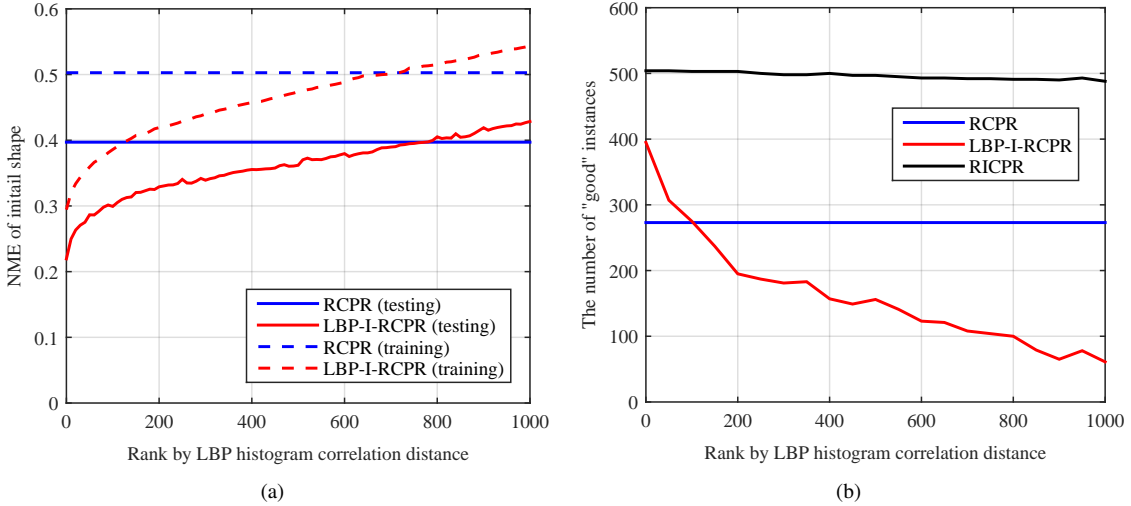 0.6
0.5
0.4
0.3
0.2
0.1
0
NME of initail shape
RCPR (testing)
LBP-I-RCPR (testing)
RCPR (training)
LBP-I-RCPR (training)
0 200 400 600 800 1000
Rank by LBP histogram correlation distance
(a)
600
500
400
300
200
100
0
The number of "good" instances
RCPR
LBP-I-RCPR
RICPR
0 200 400 600 800 1000
Rank by LBP histogram correlation distance
(b)